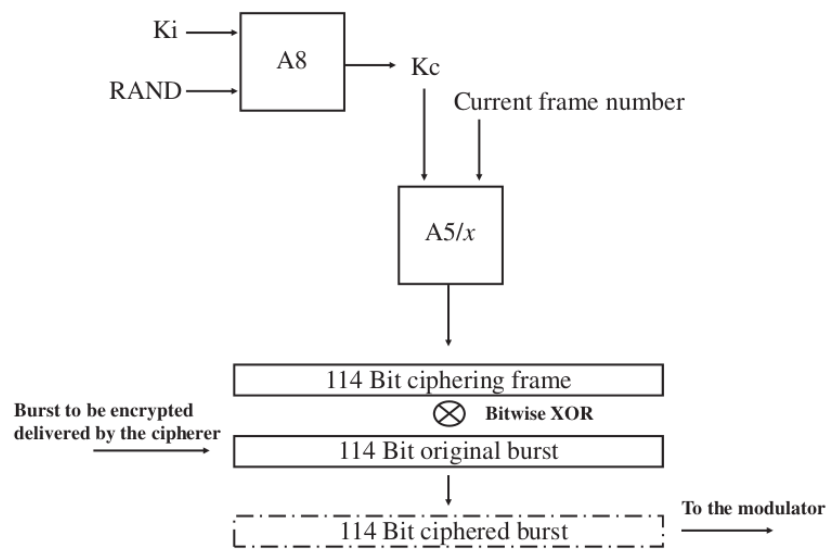 Ki
A8
Kc
RAND
Current frame number
A5/x
114 Bit ciphering frame
Burst to be encrypted
delivered by the cipherer
Bitwise XOR
114 Bit original burst
114 Bit ciphered burst
To the modulator